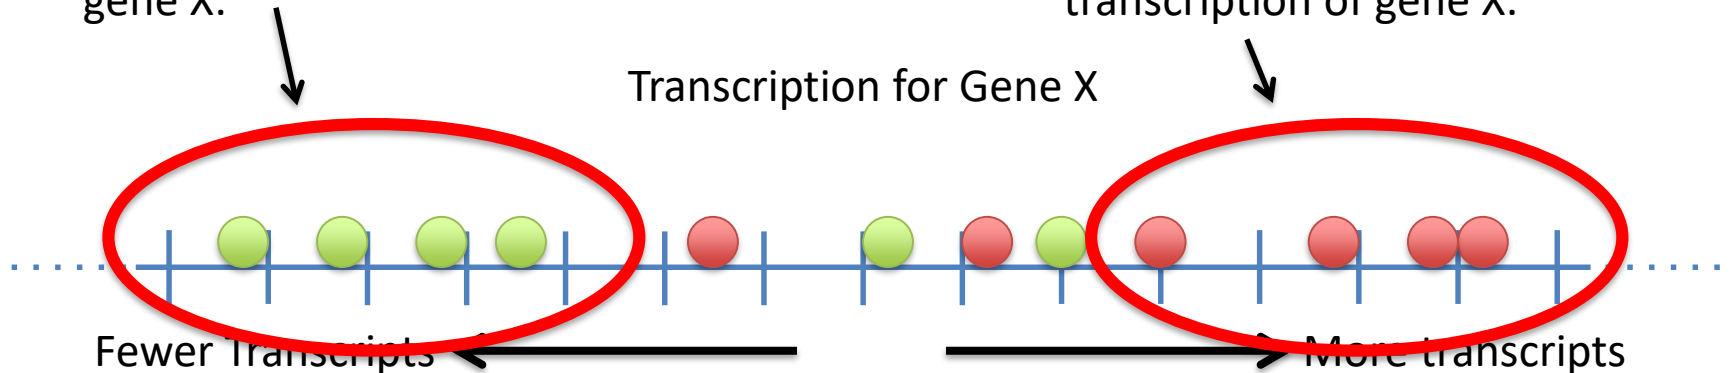 gene X.
transcription of gene X.
Transcription for Gene X
Fewer Transcripts
More transcripts